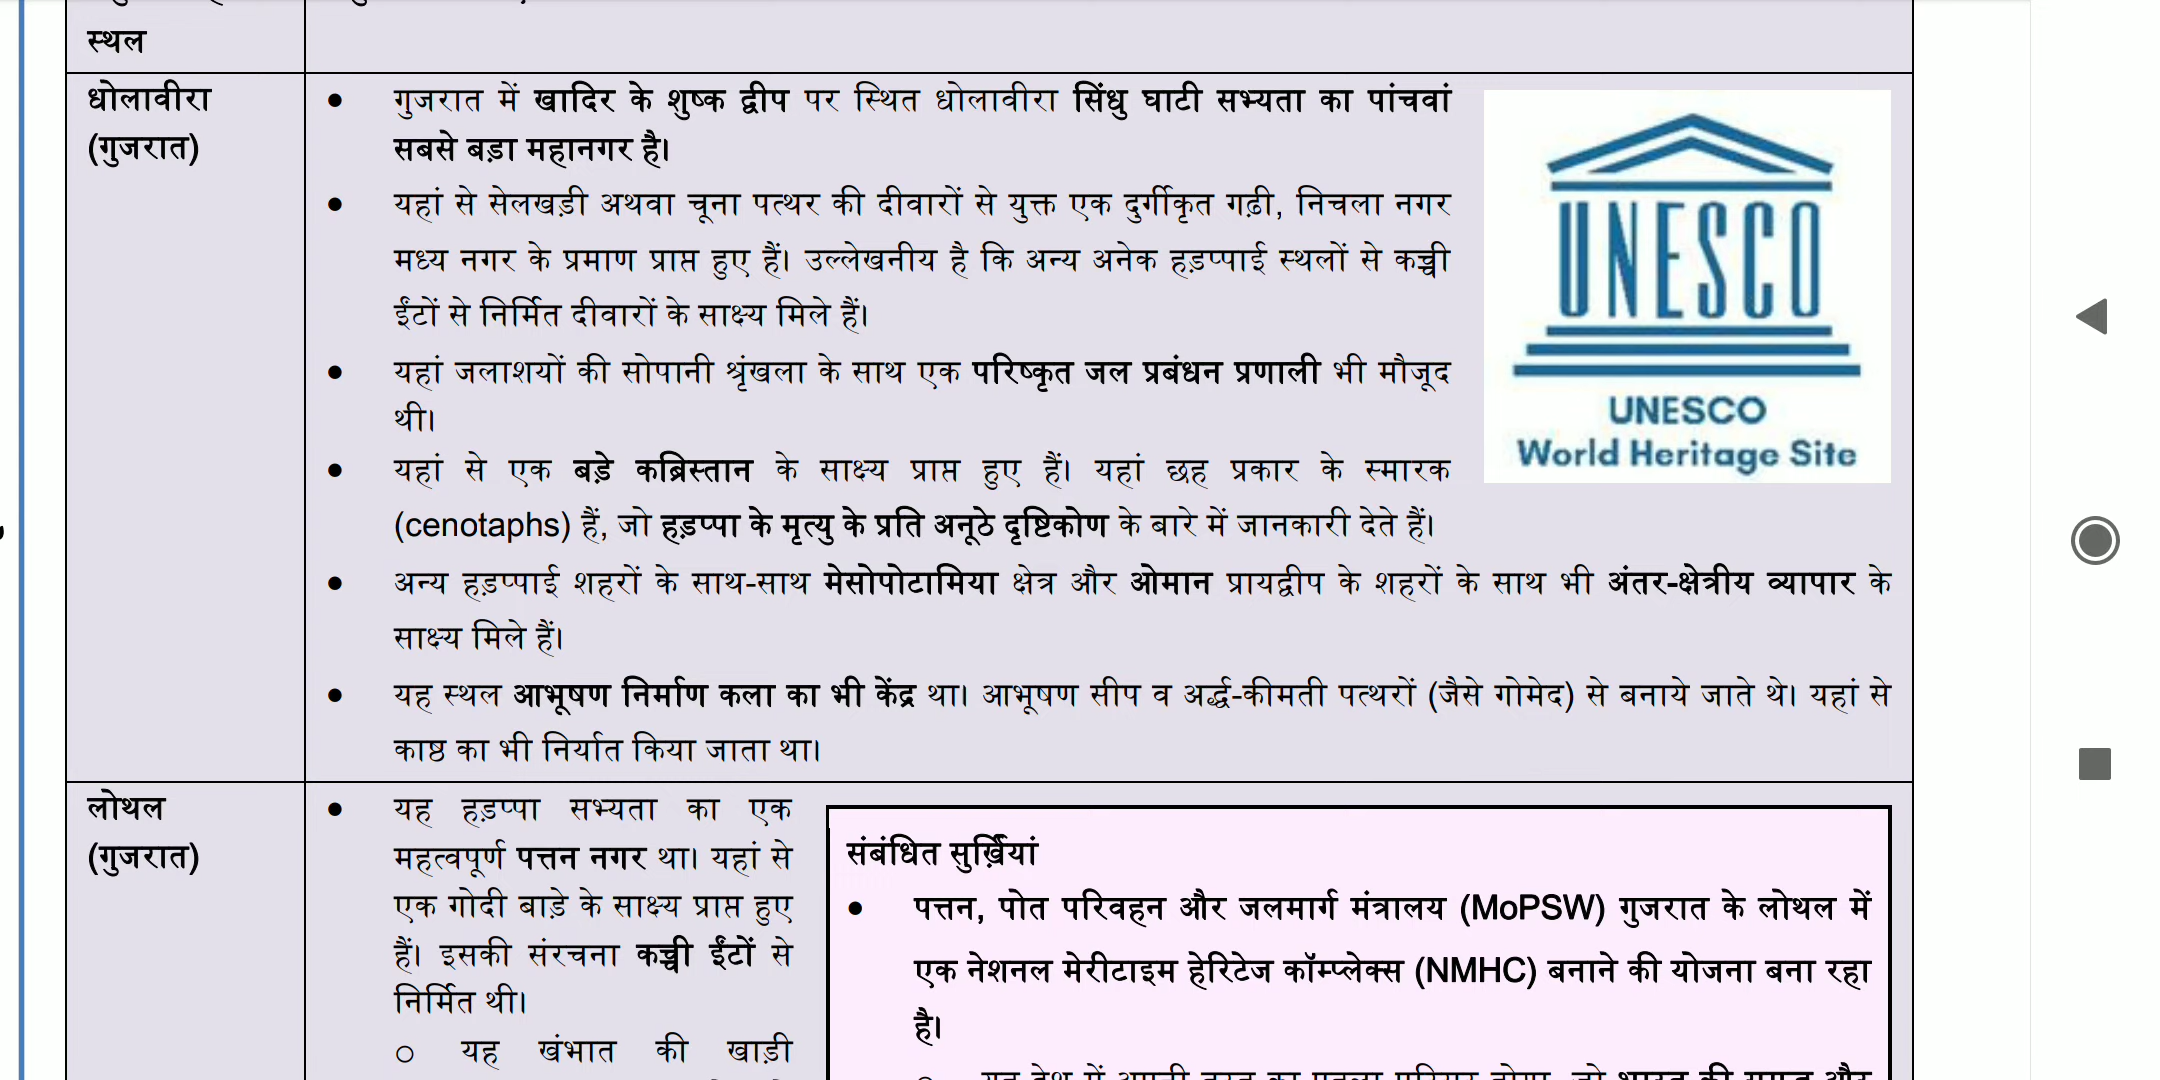 स्थल
धोलावीरा
(गुजरात)
● गुजरात में खादिर के शुष्क द्वीप पर स्थित धोलावीरा सिंधु घाटी सभ्यता का पांचवां
सबसे बड़ा महानगर है।
● यहां से सेलखड़ी अथवा चूना पत्थर की दीवारों से युक्त एक दुर्गीकृत गढ़ी, निचला नगर
मध्य नगर के प्रमाण प्राप्त हुए हैं। उल्लेखनीय है कि अन्य अनेक हड़प्पाई स्थलों से कच्ची
ईंटों से निर्मित दीवारों के साक्ष्य मिले हैं।
● यहां जलाशयों की सोपानी श्रृंखला के साथ एक परिष्कृत जल प्रबंधन प्रणाली भी मौजूद
थी।
● यहां से एक बड़े कब्रिस्तान के साक्ष्य प्राप्त हुए हैं। यहां छह प्रकार के स्मारक
(cenotaphs) हैं, जो हड़प्पा के मृत्यु के प्रति अनूठे दृष्टिकोण के बारे में जानकारी देते हैं।
● अन्य हड़प्पाई शहरों के साथ-साथ मेसोपोटामिया क्षेत्र और ओमान प्रायद्वीप के शहरों के साथ भी अंतर-क्षेत्रीय व्यापार के
साक्ष्य मिले हैं।
● यह स्थल आभूषण निर्माण कला का भी केंद्र था। आभूषण सीप व अर्द्ध-कीमती पत्थरों (जैसे गोमेद) से बनाये जाते थे। यहां से
काष्ठ का भी निर्यात किया जाता था।
UNESCO
UNESCO
World Heritage Site
लोथल
(गुजरात)
● यह हड़प्पा सभ्यता का एक
महत्वपूर्ण पत्तन नगर था। यहां से
एक गोदी बाड़े के साक्ष्य प्राप्त हुए
हैं। इसकी संरचना कच्ची ईंटों से
निर्मित थी।
○ यह खंभात की खाड़ी
संबंधित सुर्ख़ियां
● पत्तन, पोत परिवहन और जलमार्ग मंत्रालय (MoPSW) गुजरात के लोथल में
एक नेशनल मेरीटाइम हेरिटेज कॉम्प्लेक्स (NMHC) बनाने की योजना बना रहा
है।